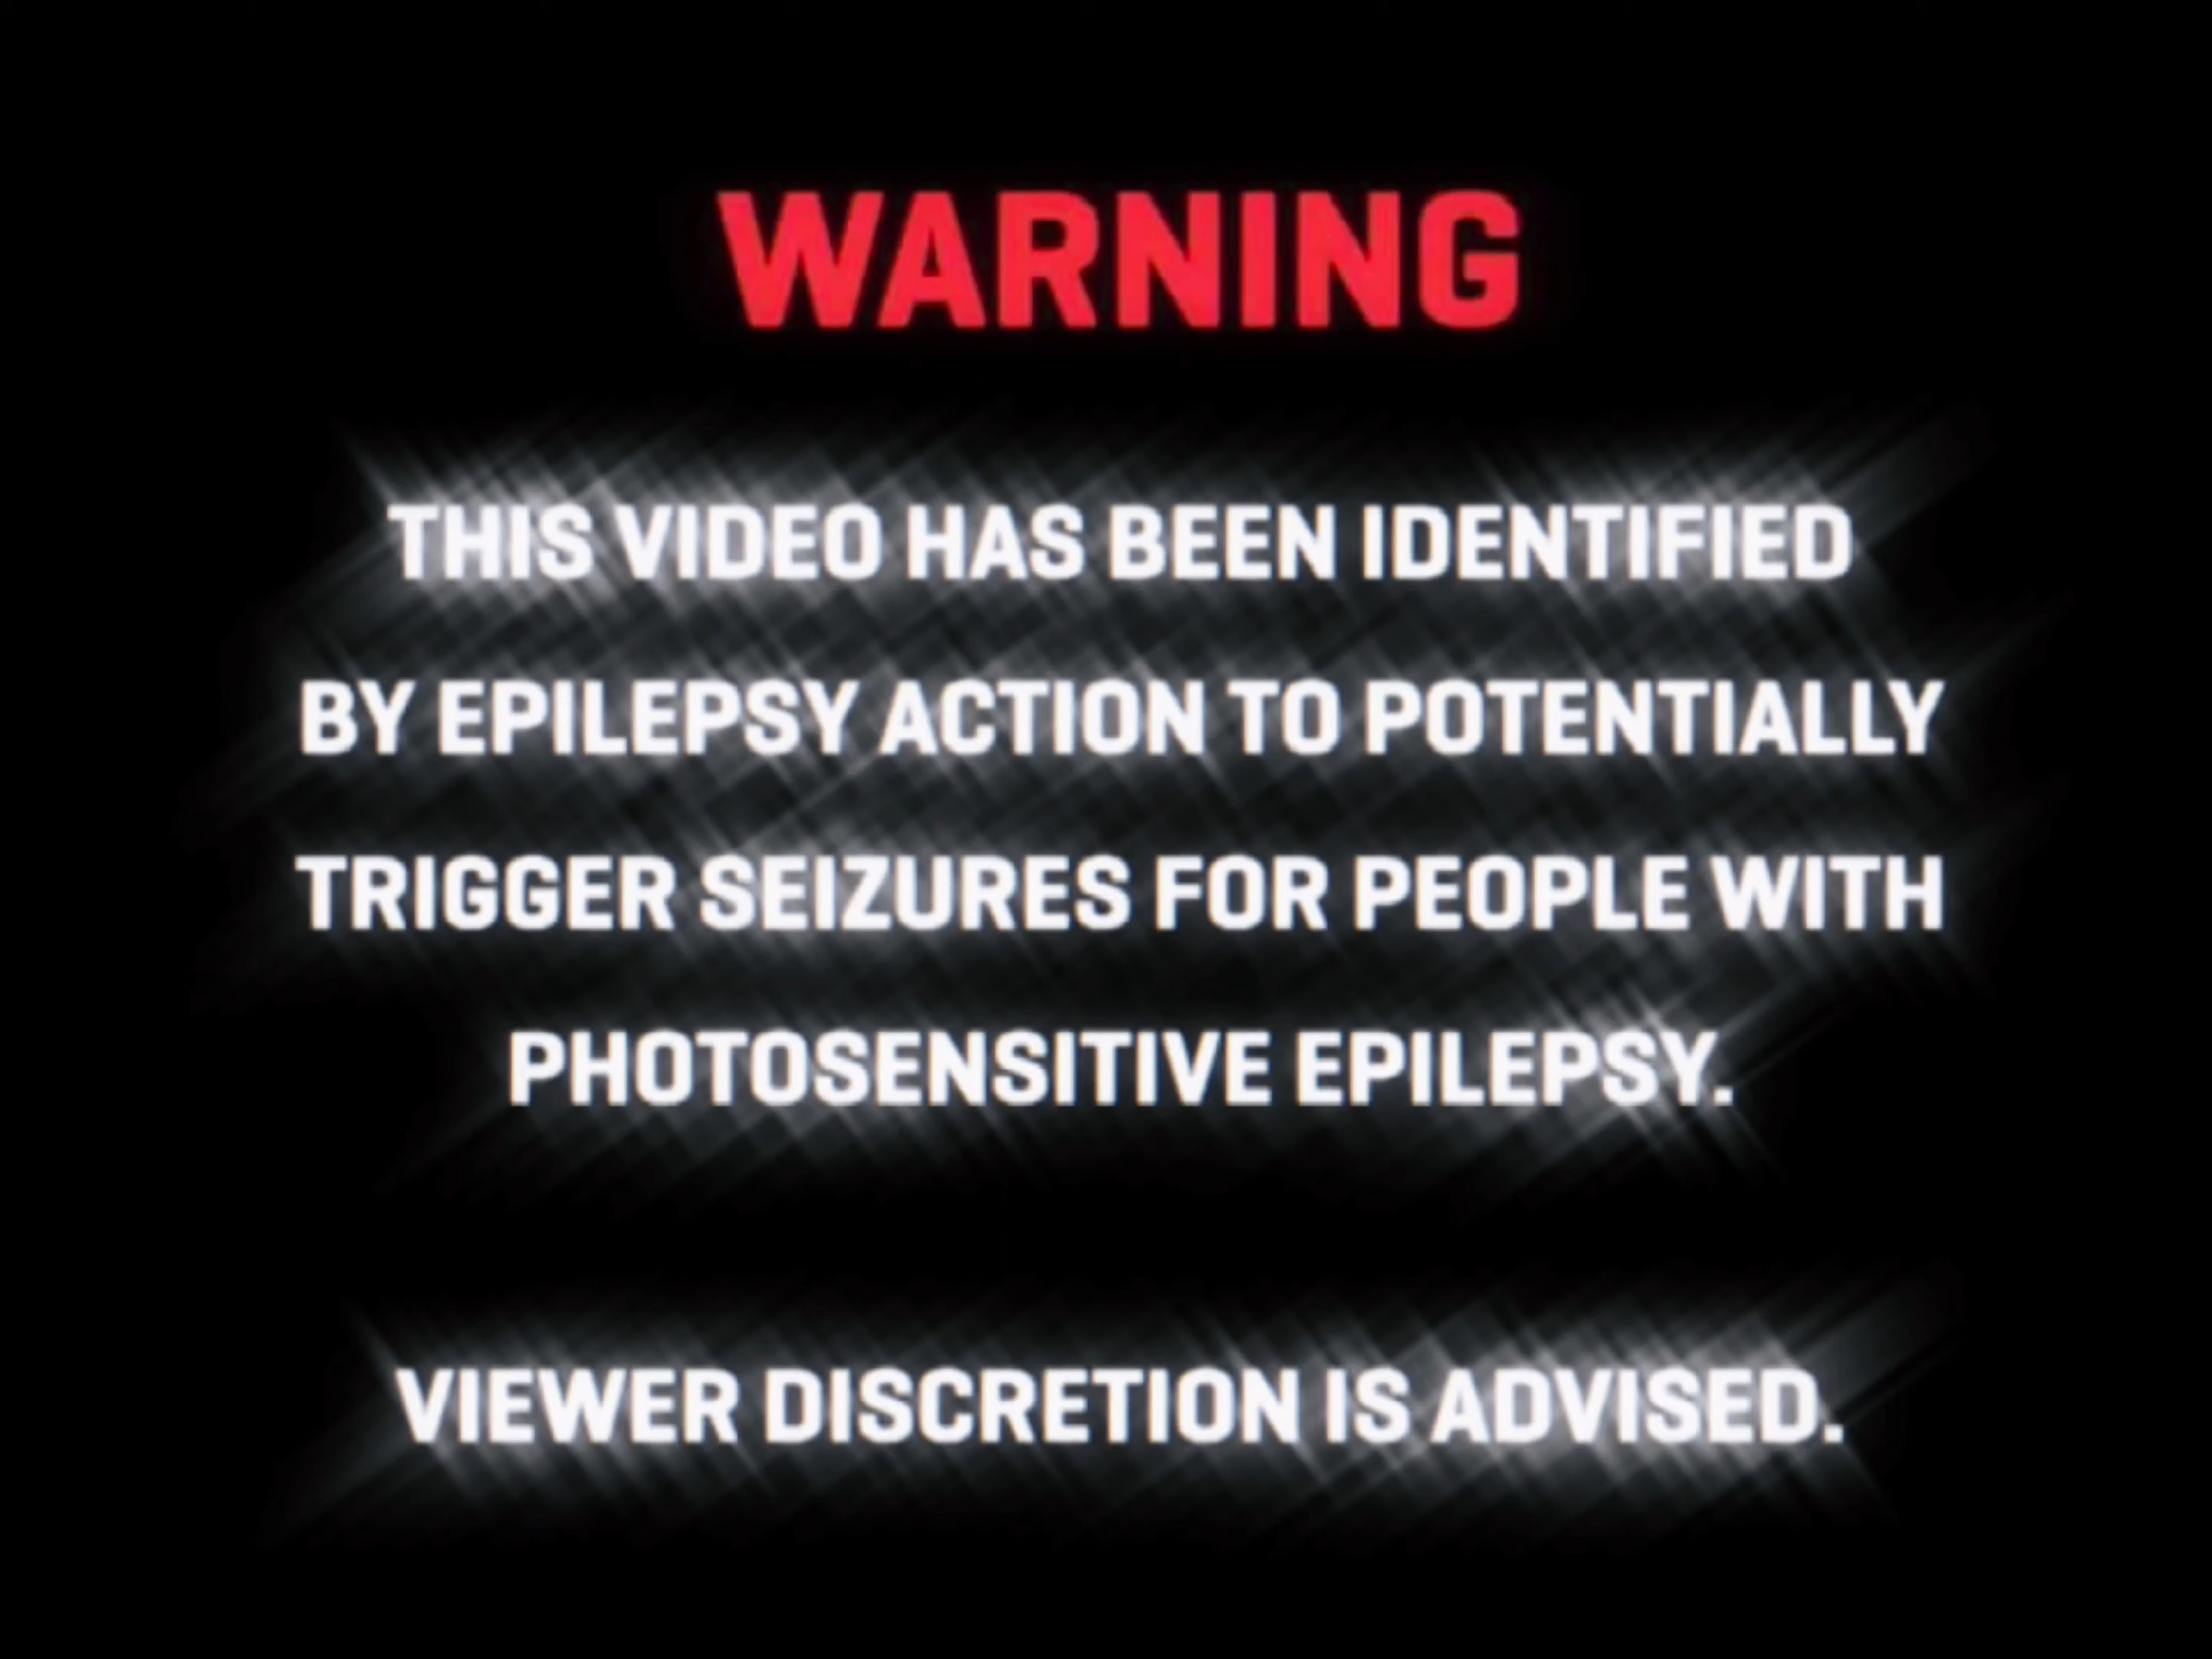 WARNING
THIS VIDEO HAS BEEN IDENTIFIED
BY EPILEPSY ACTION TO POTENTIALLY
TRIGGER SEIZURES FOR PEOPLE WITH
PHOTOSENSITIVE EPILEPSY.
VIEWER DISCRETION IS ADVISED.